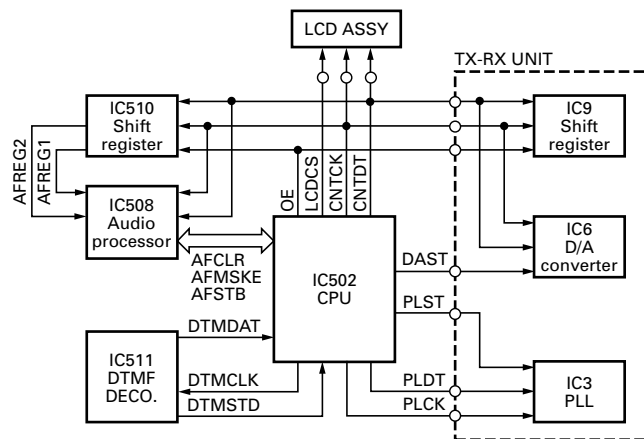 LCD ASSY
TX-RX UNIT
IC510
Shift
register
IC9
Shift
register
AFREG2
AFREG1
IC508
Audio
processor
OE
LCDCS
CNTCK
CNTDT
IC6
D/A
converter
AFCLR
AFMSKE
AFSTB
IC502
CPU
DAST
PLST
IC511
DTMF
DECO.
DTMDAT
DTMCLK
DTMSTD
PLDT
PLCK
IC3
PLL